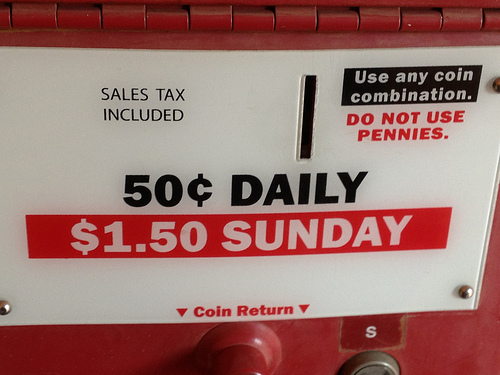 SALES TAX
INCLUDED
Use any coin
combination.
DO NOT USE
PENNIES.
50¢ DAILY
$1.50 SUNDAY
▼ Coin Return ▼
S